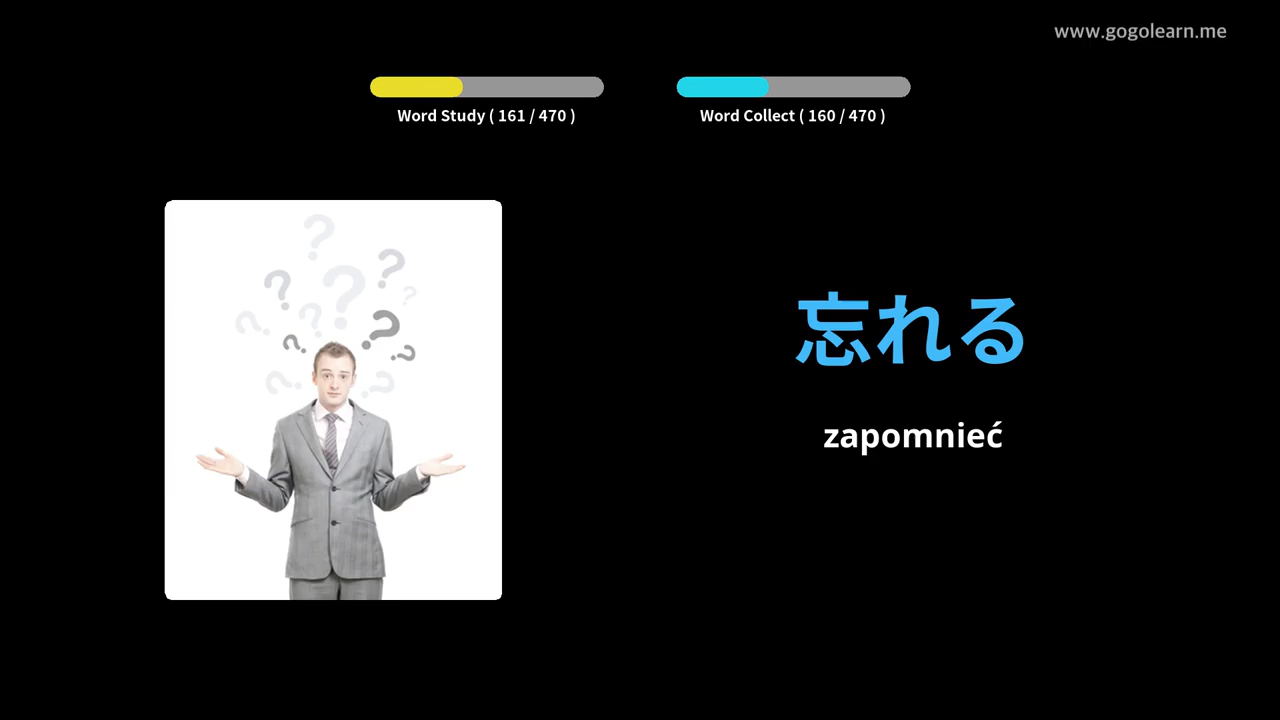 www.gogolearn.me
Word Study ( 161 / 470 )
Word Collect ( 160 / 470 )
忘れる
zapomnieć